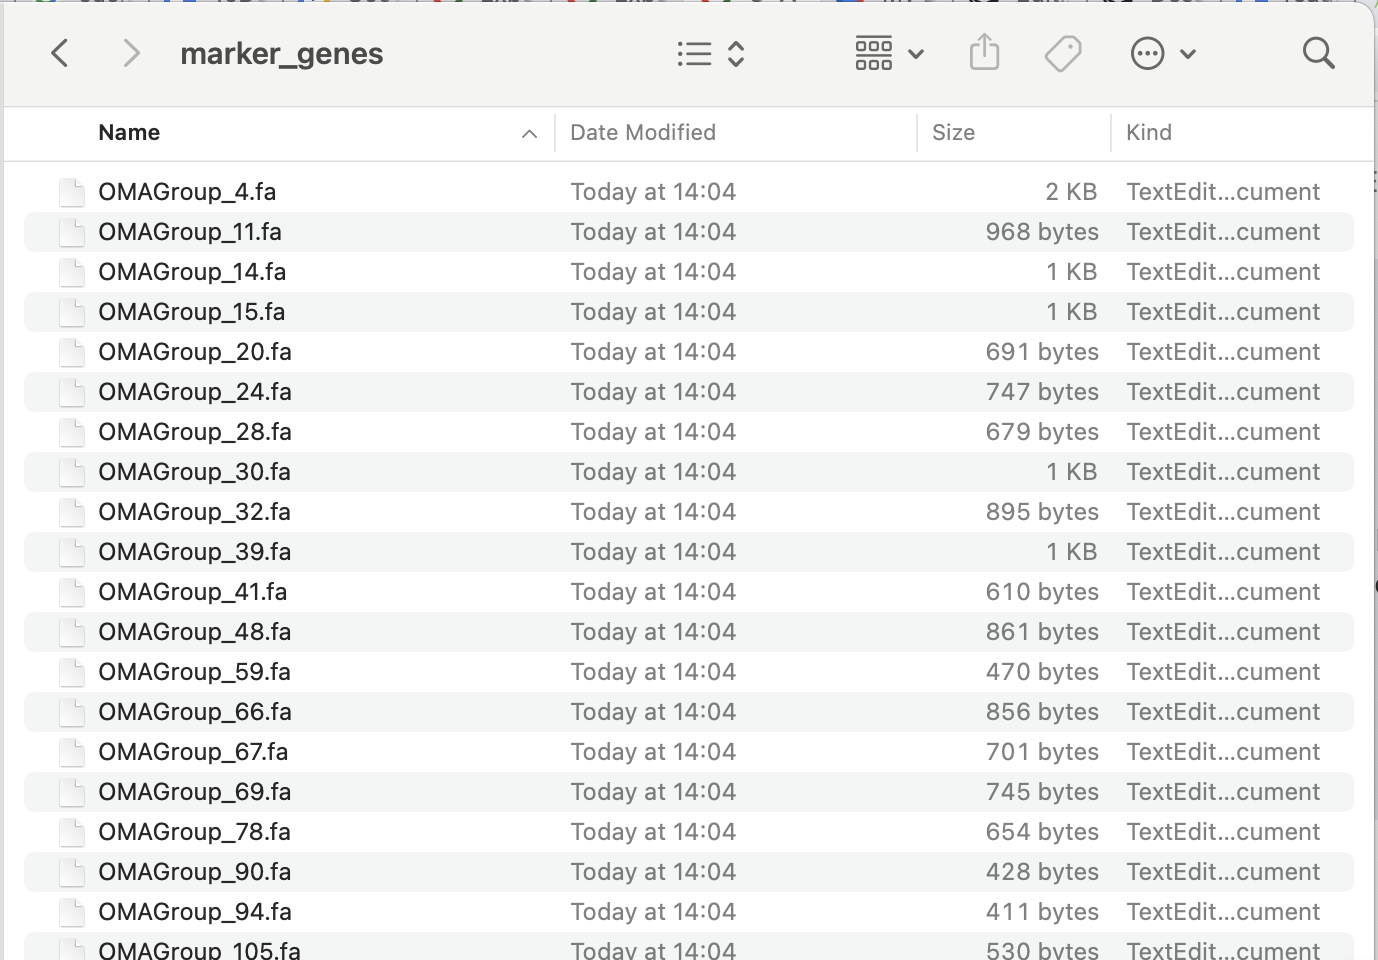 marker_genes
Name Date Modified Size Kind
OMAGroup_4.fa Today at 14:04 2 KB TextEdit...cument
OMAGroup_11.fa Today at 14:04 968 bytes TextEdit...cument
OMAGroup_14.fa Today at 14:04 1 KB TextEdit...cument
OMAGroup_15.fa Today at 14:04 1 KB TextEdit...cument
OMAGroup_20.fa Today at 14:04 691 bytes TextEdit...cument
OMAGroup_24.fa Today at 14:04 747 bytes TextEdit...cument
OMAGroup_28.fa Today at 14:04 679 bytes TextEdit...cument
OMAGroup_30.fa Today at 14:04 1 KB TextEdit...cument
OMAGroup_32.fa Today at 14:04 895 bytes TextEdit...cument
OMAGroup_39.fa Today at 14:04 1 KB TextEdit...cument
OMAGroup_41.fa Today at 14:04 610 bytes TextEdit...cument
OMAGroup_48.fa Today at 14:04 861 bytes TextEdit...cument
OMAGroup_59.fa Today at 14:04 470 bytes TextEdit...cument
OMAGroup_66.fa Today at 14:04 856 bytes TextEdit...cument
OMAGroup_67.fa Today at 14:04 701 bytes TextEdit...cument
OMAGroup_69.fa Today at 14:04 745 bytes TextEdit...cument
OMAGroup_78.fa Today at 14:04 654 bytes TextEdit...cument
OMAGroup_90.fa Today at 14:04 428 bytes TextEdit...cument
OMAGroup_94.fa Today at 14:04 411 bytes TextEdit...cument
OMAGroup_105.fa Today at 14:04 530 bytes TextEdit...cument